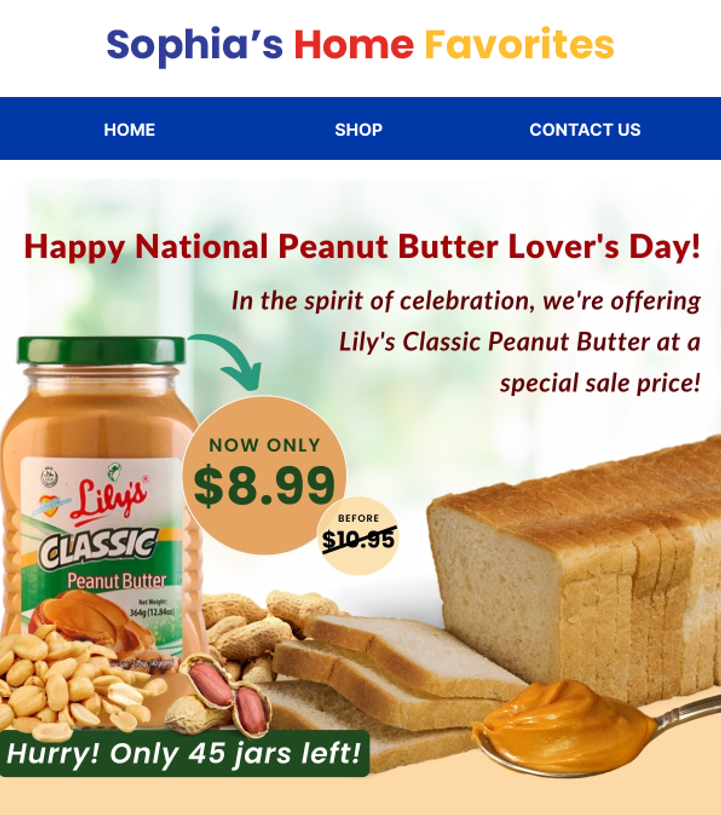 Sophia's Home Favorites
HOME
SHOP
CONTACT US
Happy National Peanut Butter Lover's Day!
In the spirit of celebration, we're offering
Lily's Classic Peanut Butter at a
special sale price!
NOW ONLY
$8.99
BEFORE
$10.95
Lily's
CLASSIC
Peanut Butter
Net Weight:
364g (12.84oz)
Hurry! Only 45 jars left!